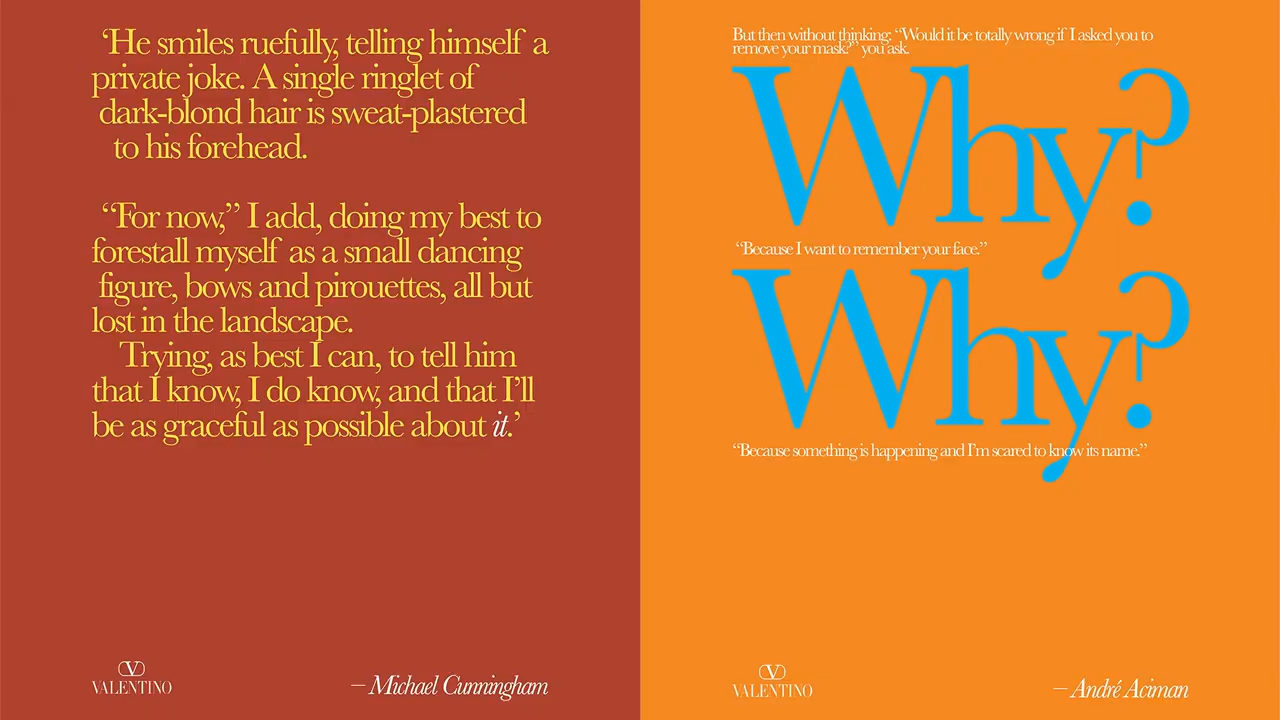 ‘He smiles ruefully, telling himself a
private joke. A single ringlet of
dark-blond hair is sweat-plastered
to his forehead.
“For now,” I add, doing my best to
forestall myself as a small dancing
figure, bows and pirouettes, all but
lost in the landscape.
Trying, as best I can, to tell him
that I know, I do know, and that I’ll
be as graceful as possible about it.’
V
VALENTINO
— Michael Cunningham
But then without thinking: “Would it be totally wrong if I asked you to
remove your mask?” you ask.
Why?
“Because I want to remember your face.”
Why?
“Because something is happening and I’m scared to know its name.”
V
VALENTINO
— André Aciman